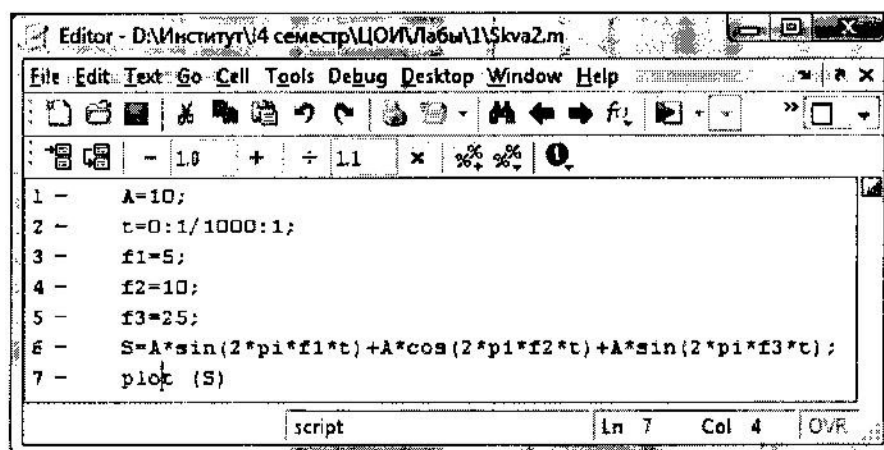 Editor - D:\Институт\4 семестр\ЦОИ\Лабы\1\Skva2.m
File Edit Text Go Cell Tools Debug Desktop Window Help
- 1.0 + ÷ 1.1 ×
1 - A=10;
2 - t=0:1/1000:1;
3 - f1=5;
4 - f2=10;
5 - f3=25;
6 - S=A*sin(2*pi*f1*t)+A*cos(2*p1*f2*t)+A*sin(2*pi*f3*t);
7 - plot (S)
script Ln 7 Col 4 OVR